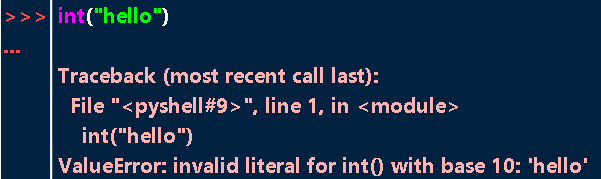 >>> int("hello")
...
Traceback (most recent call last):
  File "<pyshell#9>", line 1, in <module>
    int("hello")
ValueError: invalid literal for int() with base 10: 'hello'